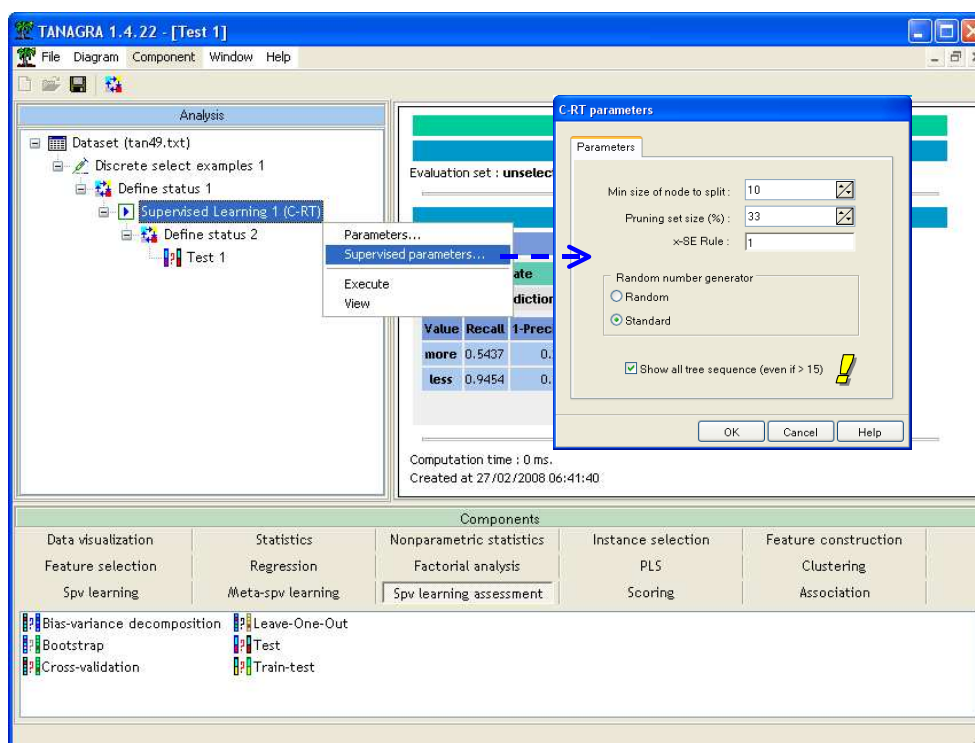 TANAGRA 1.4.22 - [Test 1]
File Diagram Component Window Help
Analysis
Dataset (tan49.txt)
Discrete select examples 1
Define status 1
Supervised Learning 1 (C-RT)
Define status 2
Test 1
Parameters...
Supervised parameters...
Execute
View
Evaluation set : unselec
ate
diction
Value Recall 1-Prec
more 0.5437 0.
less 0.9454 0.
Computation time : 0 ms.
Created at 27/02/2008 06:41:40
C-RT parameters
Parameters
Min size of node to split : 10
Pruning set size (%) : 33
x-SE Rule : 1
Random number generator
Random
Standard
Show all tree sequence (even if > 15)
OK Cancel Help
Components
Data visualization Statistics Nonparametric statistics Instance selection Feature construction
Feature selection Regression Factorial analysis PLS Clustering
Spv learning Meta-spv learning Spv learning assessment Scoring Association
Bias-variance decomposition Leave-One-Out
Bootstrap Test
Cross-validation Train-test